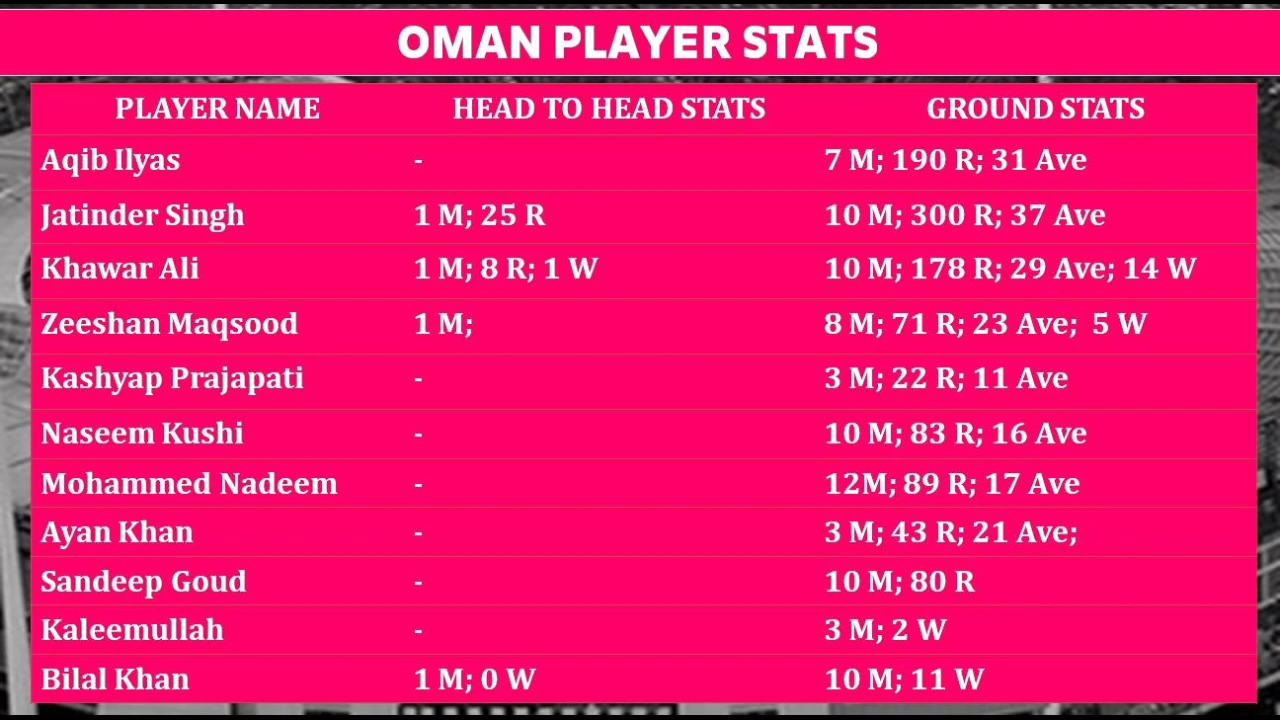 OMAN PLAYER STATS
PLAYER NAME HEAD TO HEAD STATS GROUND STATS
Aqib Ilyas - 7 M; 190 R; 31 Ave
Jatinder Singh 1 M; 25 R 10 M; 300 R; 37 Ave
Khawar Ali 1 M; 8 R; 1 W 10 M; 178 R; 29 Ave; 14 W
Zeeshan Maqsood 1 M; 8 M; 71 R; 23 Ave; 5 W
Kashyap Prajapati - 3 M; 22 R; 11 Ave
Naseem Kushi - 10 M; 83 R; 16 Ave
Mohammed Nadeem - 12M; 89 R; 17 Ave
Ayan Khan - 3 M; 43 R; 21 Ave;
Sandeep Goud - 10 M; 80 R
Kaleemullah - 3 M; 2 W
Bilal Khan 1 M; 0 W 10 M; 11 W